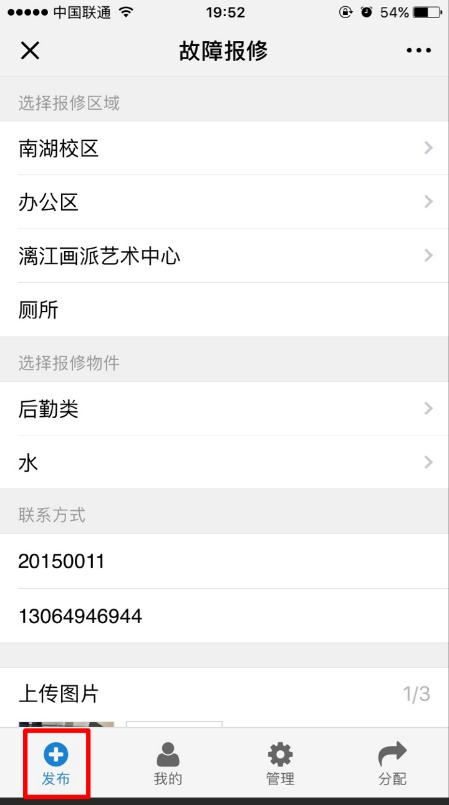 中国联通 19:52 54%
故障报修
选择报修区域
南湖校区
办公区
漓江画派艺术中心
厕所
选择报修物件
后勤类
水
联系方式
20150011
13064946944
上传图片 1/3
发布 我的 管理 分配